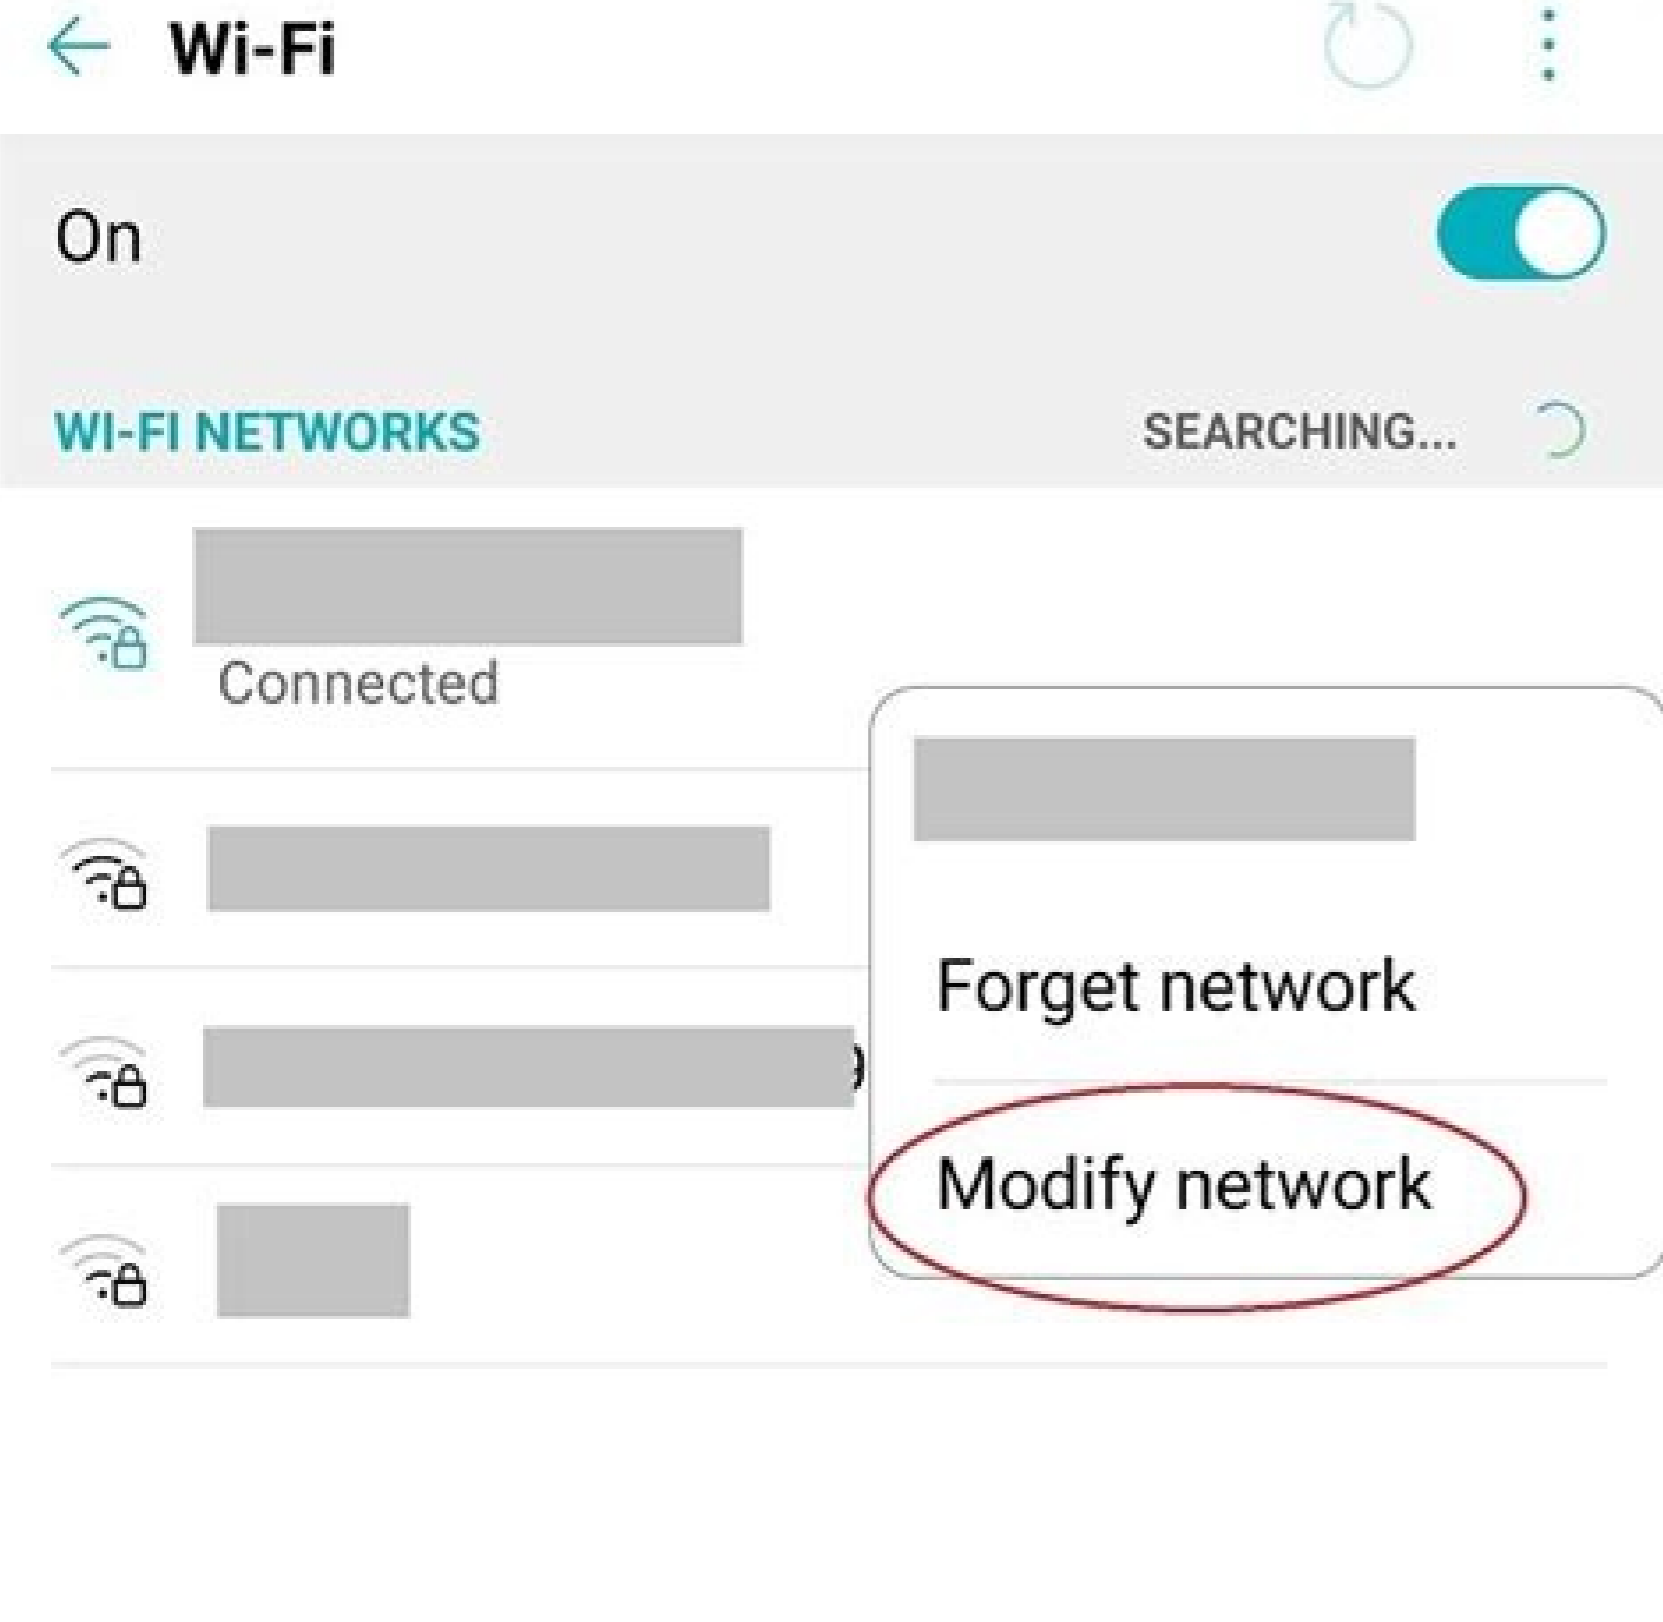 Wi-Fi
On
WI-FI NETWORKS SEARCHING...
Connected
Forget network
Modify network